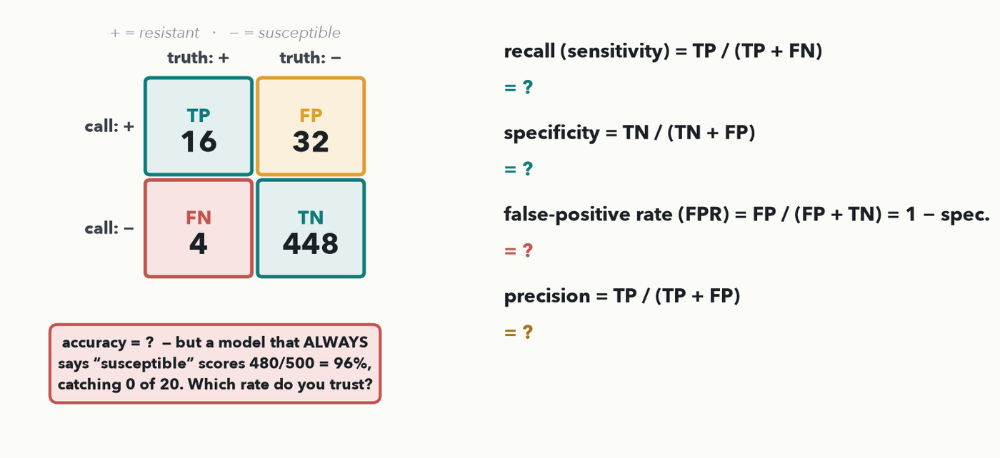 + = resistant · − = susceptible
truth: + truth: −
call: +
TP
16
FP
32
call: −
FN
4
TN
448
accuracy = ? – but a model that ALWAYS
says “susceptible” scores 480/500 = 96%,
catching 0 of 20. Which rate do you trust?
recall (sensitivity) = TP / (TP + FN)
= ?
specificity = TN / (TN + FP)
= ?
false-positive rate (FPR) = FP / (FP + TN) = 1 − spec.
= ?
precision = TP / (TP + FP)
= ?